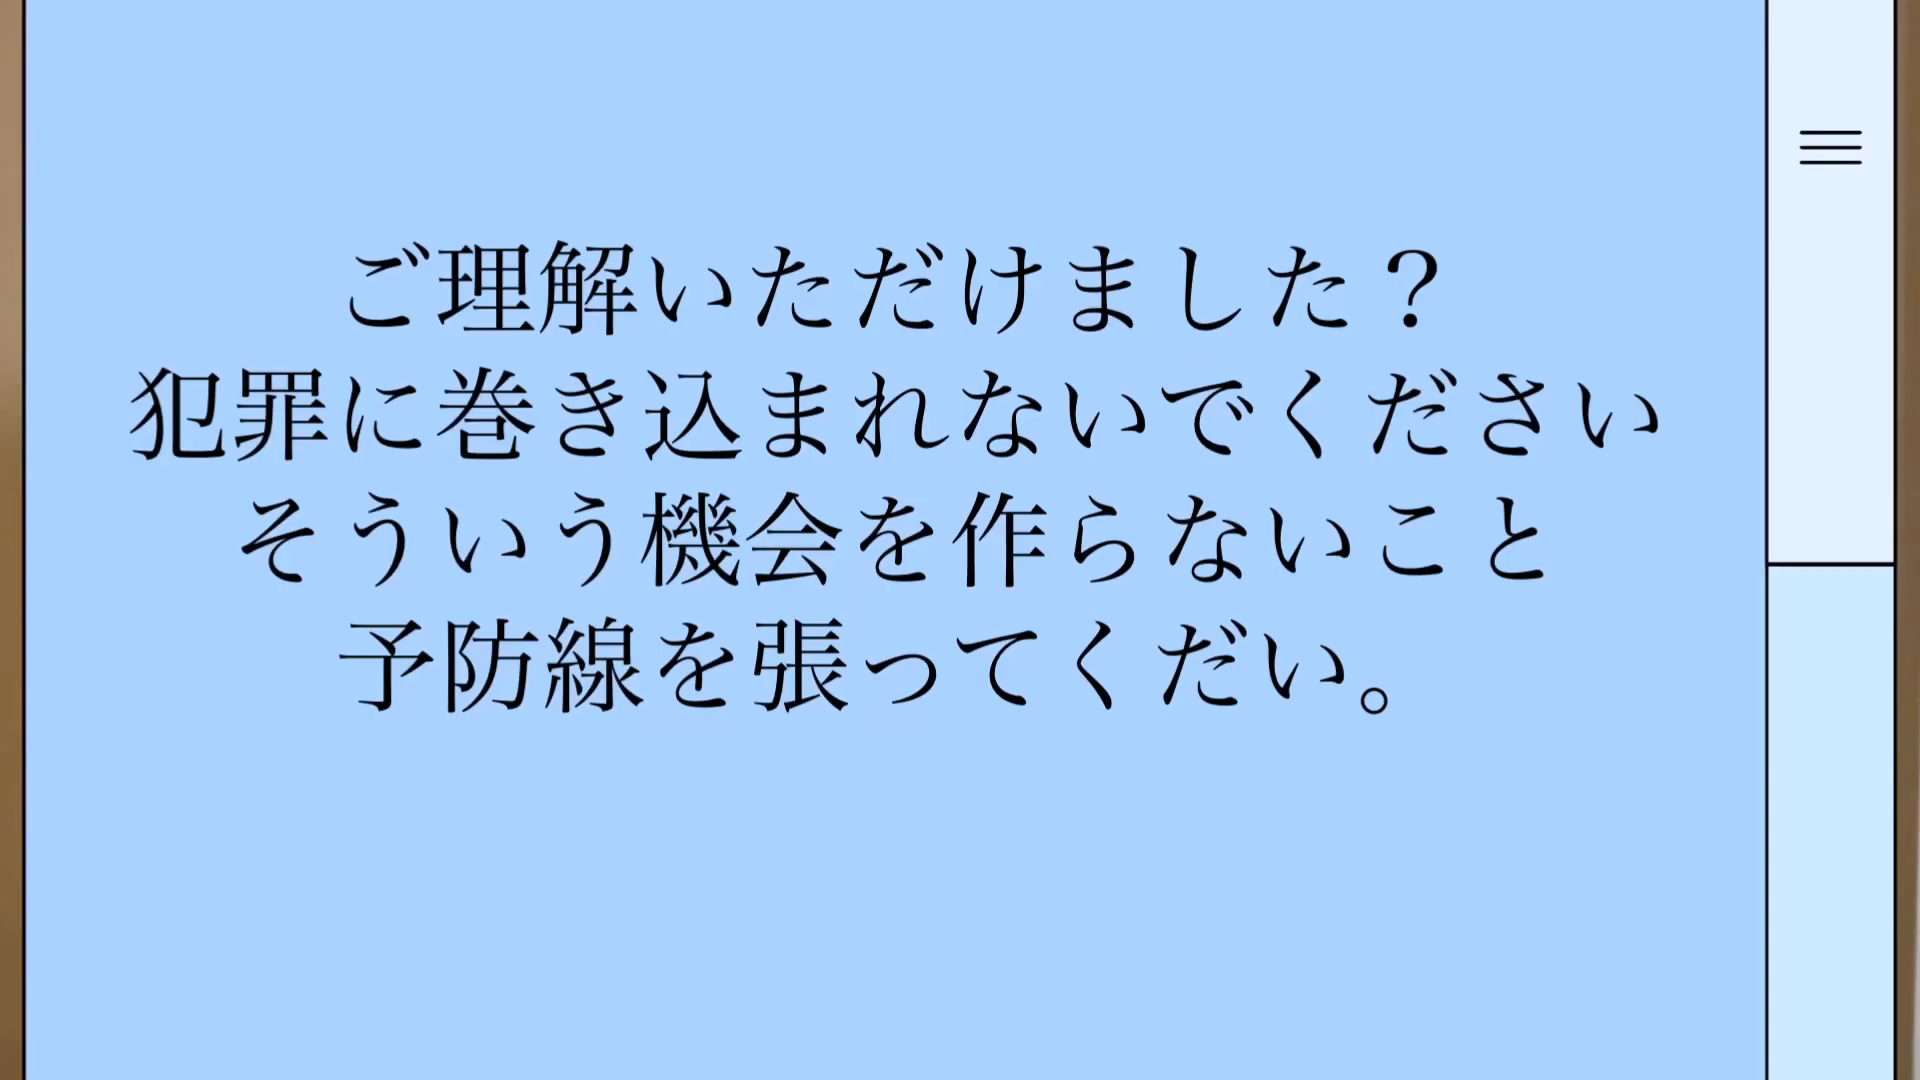 ご理解いただけました？
犯罪に巻き込まれないでください
そういう機会を作らないこと
予防線を張ってくだい。